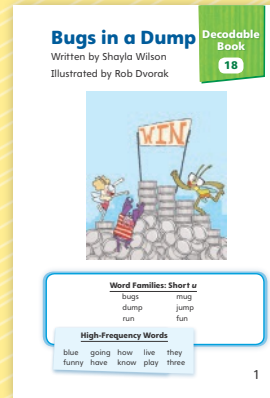 Bugs in a Dump
Written by Shayla Wilson
Illustrated by Rob Dvorak
Decodable
Book
18
WIN
Word Families: Short u
bugs mug
dump jump
run fun
High-Frequency Words
blue going how live they
funny have know play three
1